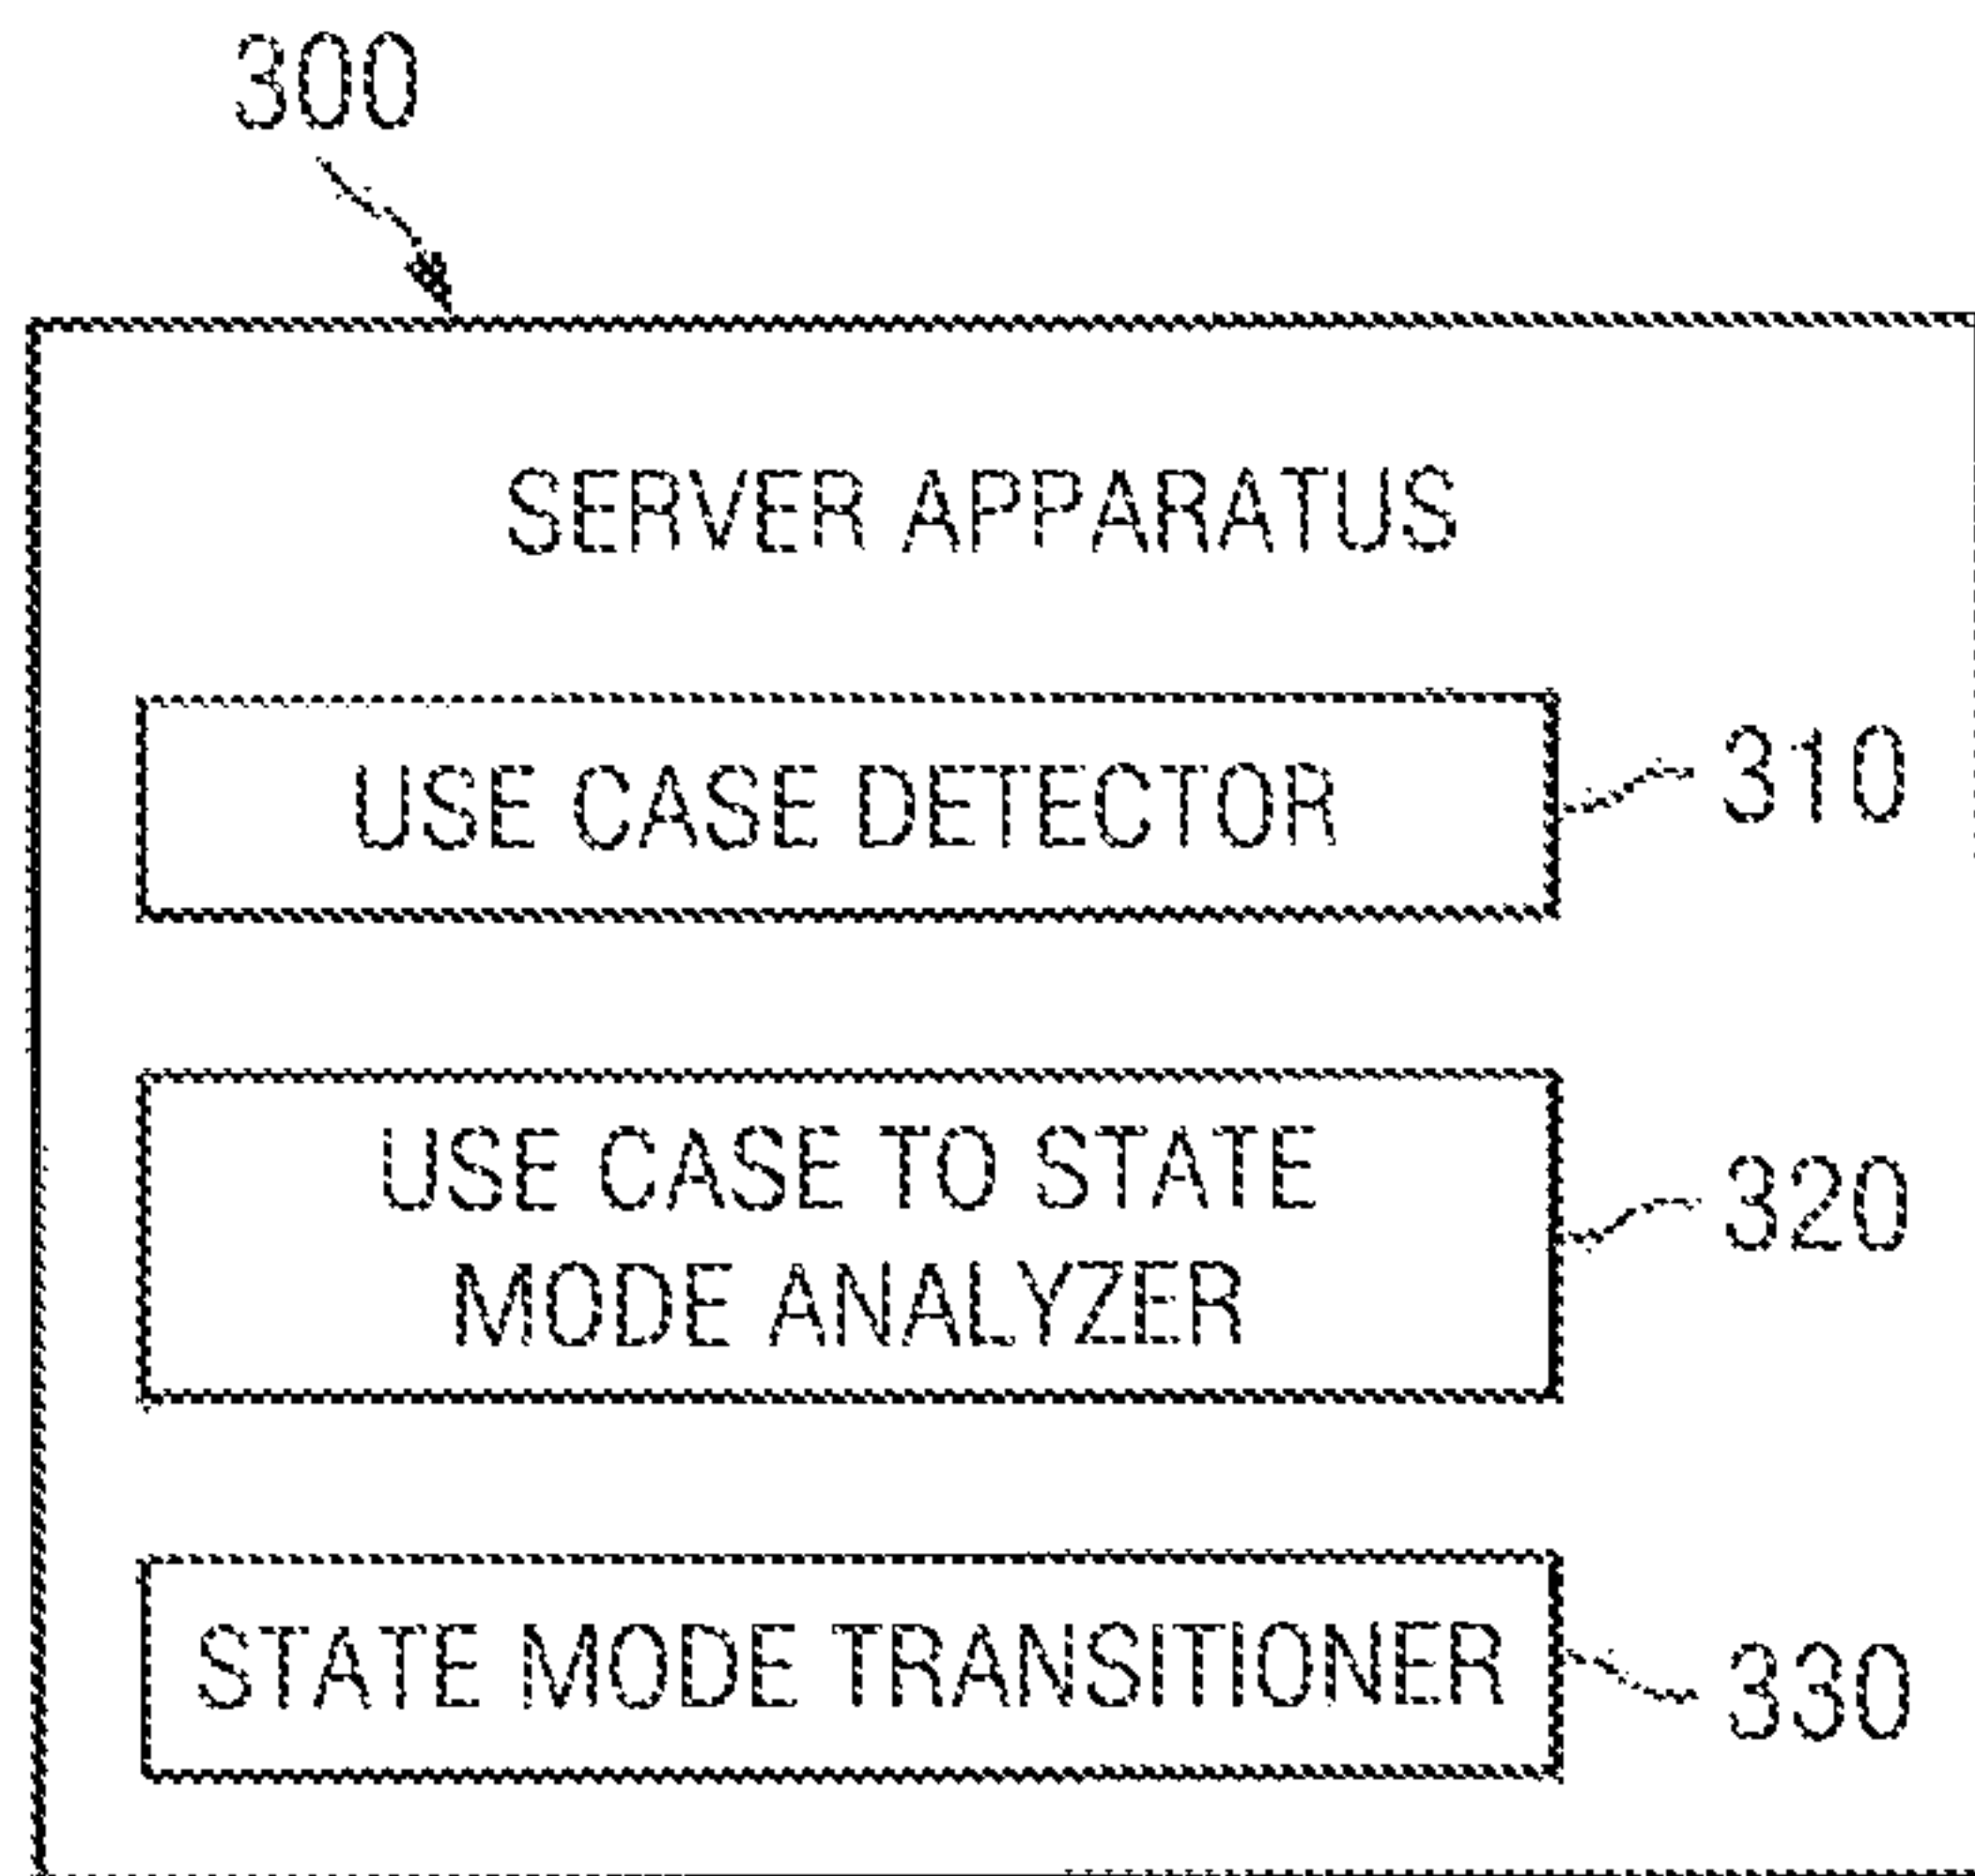 300
SERVER APPARATUS
USE CASE DETECTOR
310
USE CASE TO STATE
MODE ANALYZER
320
STATE MODE TRANSITIONER
330